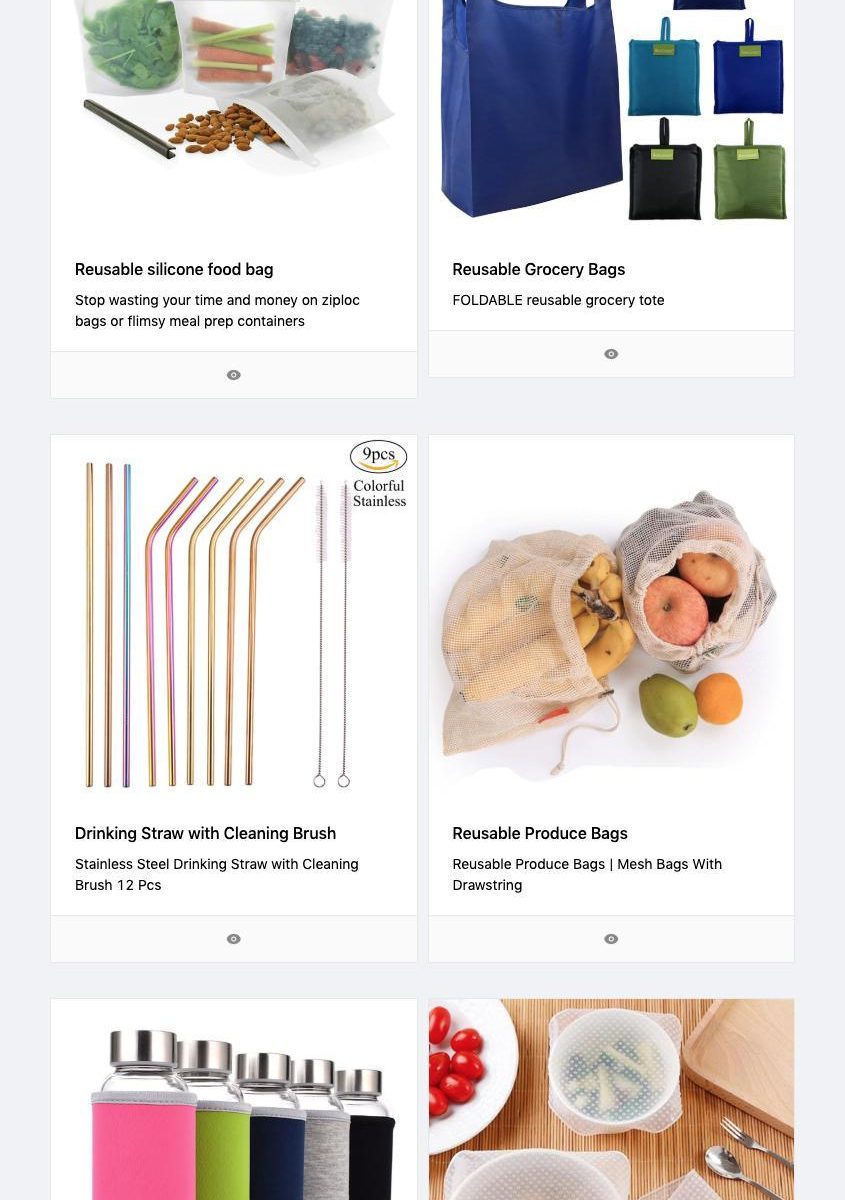 Reusable silicone food bag
Stop wasting your time and money on ziploc
bags or flimsy meal prep containers
Reusable Grocery Bags
FOLDABLE reusable grocery tote
9pcs
Colorful
Stainless
Drinking Straw with Cleaning Brush
Stainless Steel Drinking Straw with Cleaning
Brush 12 Pcs
Reusable Produce Bags
Reusable Produce Bags | Mesh Bags With
Drawstring